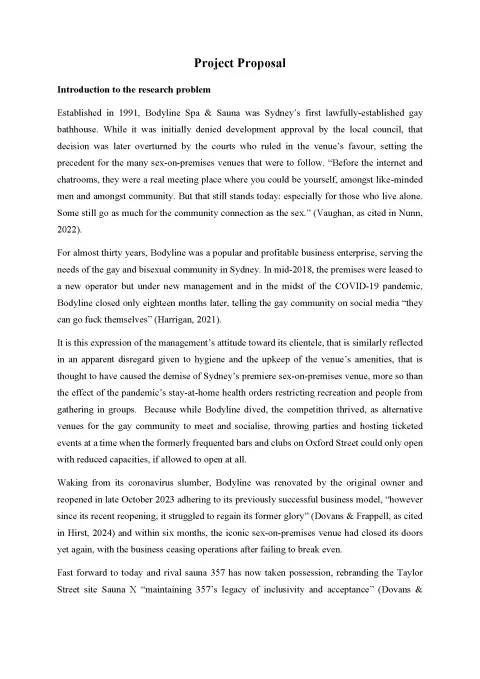 Project Proposal
Introduction to the research problem
Established in 1991, Bodyline Spa & Sauna was Sydney's first lawfully-established gay
bathhouse. While it was initially denied development approval by the local council, that
decision was later overturned by the courts who ruled in the venue's favour, setting the
precedent for the many sex-on-premises venues that were to follow. “Before the internet and
chatrooms, they were a real meeting place where you could be yourself, amongst like-minded
men and amongst community. But that still stands today: especially for those who live alone.
Some still go as much for the community connection as the sex.” (Vaughan, as cited in Nunn,
2022).
For almost thirty years, Bodyline was a popular and profitable business enterprise, serving the
needs of the gay and bisexual community in Sydney. In mid-2018, the premises were leased to
a new operator but under new management and in the midst of the COVID-19 pandemic,
Bodyline closed only eighteen months later, telling the gay community on social media “they
can go fuck themselves” (Harrigan, 2021).
It is this expression of the management's attitude toward its clientele, that is similarly reflected
in an apparent disregard given to hygiene and the upkeep of the venue's amenities, that is
thought to have caused the demise of Sydney's premiere sex-on-premises venue, more so than
the effect of the pandemic's stay-at-home health orders restricting recreation and people from
gathering in groups.  Because while Bodyline dived, the competition thrived, as alternative
venues for the gay community to meet and socialise, throwing parties and hosting ticketed
events at a time when the formerly frequented bars and clubs on Oxford Street could only open
with reduced capacities, if allowed to open at all.
Waking from its coronavirus slumber, Bodyline was renovated by the original owner and
reopened in late October 2023 adhering to its previously successful business model, “however
since its recent reopening, it struggled to regain its former glory” (Dovans & Frappell, as cited
in Hirst, 2024) and within six months, the iconic sex-on-premises venue had closed its doors
yet again, with the business ceasing operations after failing to break even.
Fast forward to today and rival sauna 357 has now taken possession, rebranding the Taylor
Street site Sauna X “maintaining 357's legacy of inclusivity and acceptance” (Dovans &